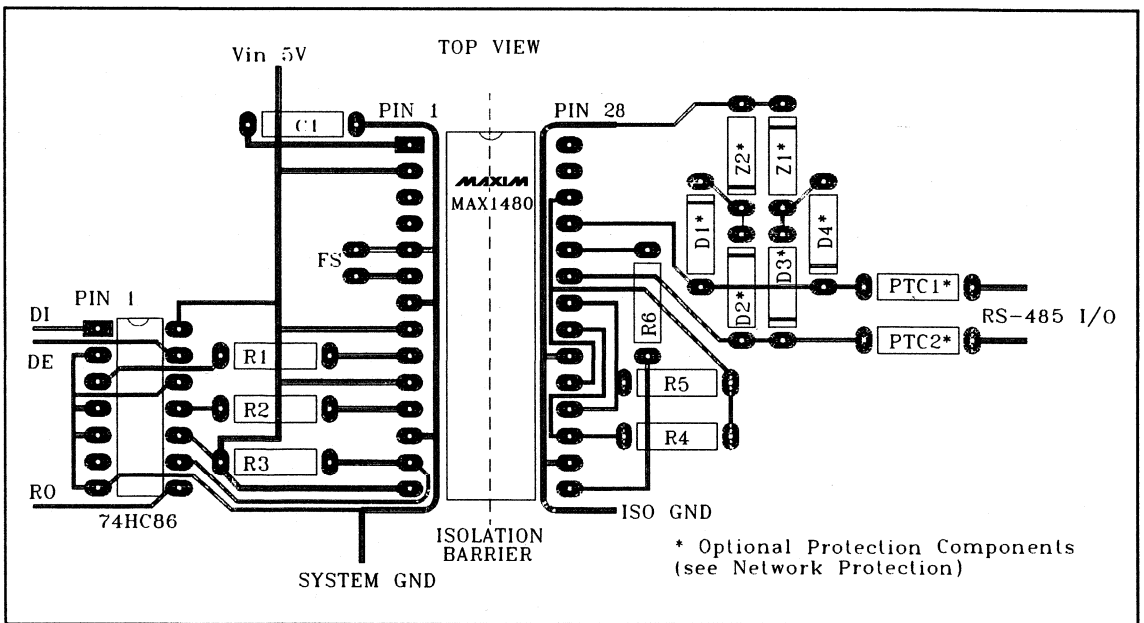 TOP VIEW
Vin 5V
PIN 1
PIN 28
C1
MAXIM
MAX1480
Z2*
Z1*
D1*
D4*
FS
D2*
D3*
PTC1*
PIN 1
DI
RS-485 I/O
DE
R1
R6
PTC2*
R5
R2
R4
R3
RO
74HC86
ISO GND
ISOLATION
BARRIER
SYSTEM GND
* Optional Protection Components
(see Network Protection)